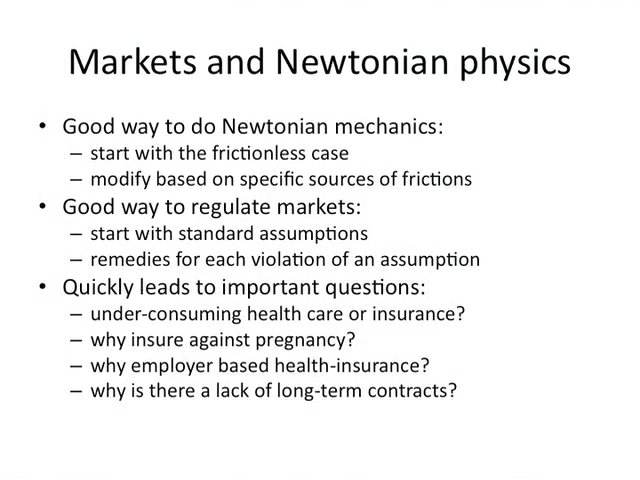 Markets and Newtonian physics
• Good way to do Newtonian mechanics:
– start with the frictionless case
– modify based on specific sources of frictions
• Good way to regulate markets:
– start with standard assumptions
– remedies for each violation of an assumption
• Quickly leads to important questions:
– under-consuming health care or insurance?
– why insure against pregnancy?
– why employer based health-insurance?
– why is there a lack of long-term contracts?